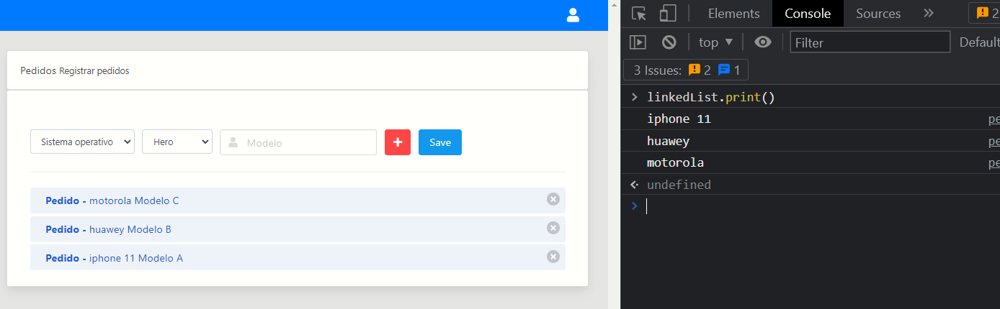 Pedidos Registrar pedidos
Sistema operativo Hero Modelo + Save
Pedido - motorola Modelo C
Pedido - huawey Modelo B
Pedido - iphone 11 Modelo A
Elements Console Sources »
top ▼ Filter Default
3 Issues: 2 1
> linkedList.print()
iphone 11 pe
huawey pe
motorola pe
undefined
>
2